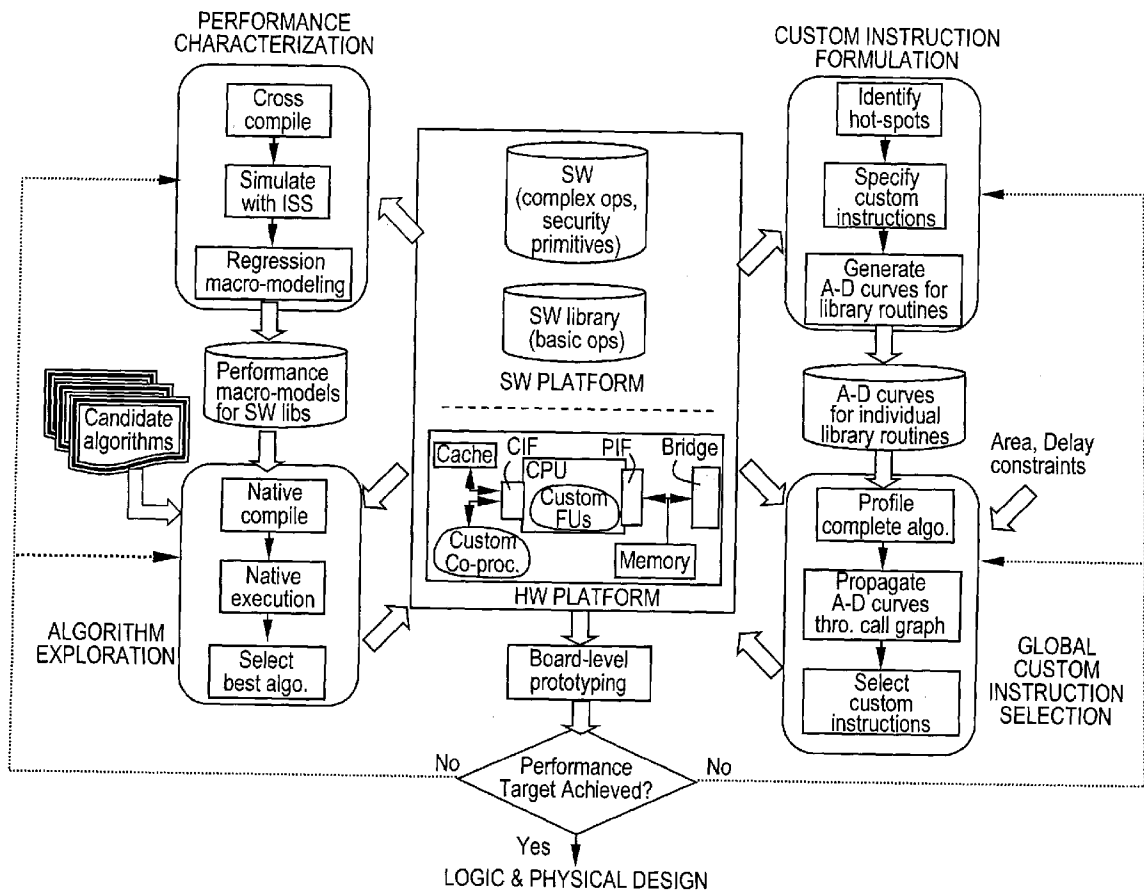 PERFORMANCE
CHARACTERIZATION
Cross
compile
Simulate
with ISS
Regression
macro-modeling
Performance
macro-models
for SW libs
Candidate
algorithms
Native
compile
Native
execution
Select
best algo.
ALGORITHM
EXPLORATION
SW
(complex ops,
security
primitives)
SW library
(basic ops)
SW PLATFORM
Cache
CIF
CPU
PIF
Bridge
Custom
FUs
Custom
Co-proc.
Memory
HW PLATFORM
Board-level
prototyping
CUSTOM INSTRUCTION
FORMULATION
Identify
hot-spots
Specify
custom
instructions
Generate
A-D curves for
library routines
A-D curves
for individual
library routines
Area, Delay
constraints
Profile
complete algo.
Propagate
A-D curves
thro. call graph
Select
custom
instructions
GLOBAL
CUSTOM
INSTRUCTION
SELECTION
No
Performance
Target Achieved?
No
Yes
LOGIC & PHYSICAL DESIGN